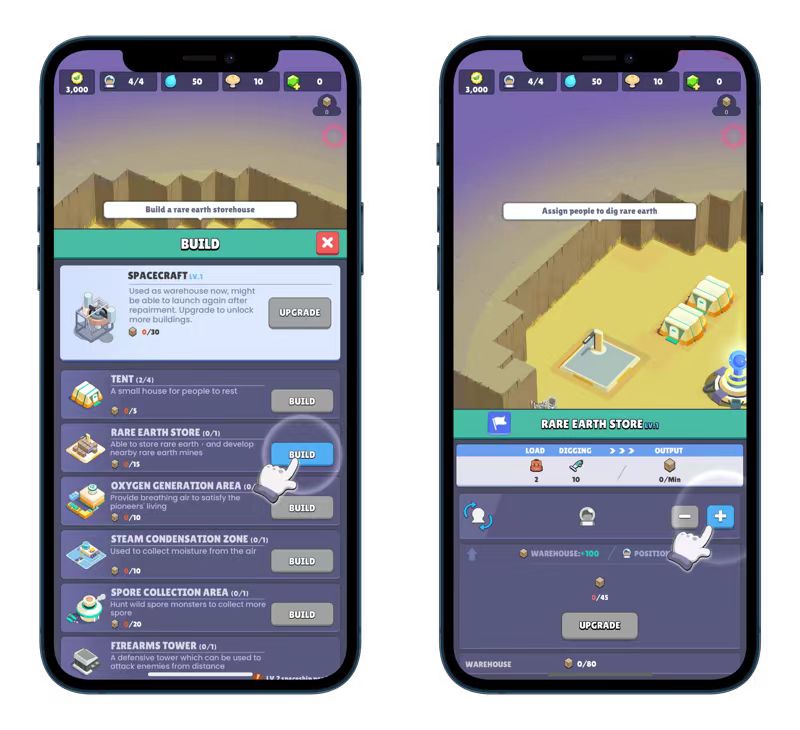 3,000
4/4
50
10
0
0
Build a rare earth storehouse
BUILD
SPACECRAFT LV.1
Used as warehouse now, might
be able to launch again after
repairment. Upgrade to unlock
more buildings.
0/30
UPGRADE
TENT (2/4)
A small house for people to rest
0/5
BUILD
RARE EARTH STORE (0/1)
Able to store rare earth · and develop
nearby rare earth mines
0/15
BUILD
OXYGEN GENERATION AREA (0/
Provide breathing air to satisfy the
pioneers' living
0/10
BUILD
STEAM CONDENSATION ZONE (0/1)
Used to collect moisture from the air
0/10
BUILD
SPORE COLLECTION AREA (0/1)
Hunt wild spore monsters to collect more
spore
0/20
BUILD
FIREARMS TOWER (0/1)
A defensive tower which can be used to
attack enemies from distance
LV.2 spaceship
3,000
4/4
50
10
0
0
Assign people to dig rare earth
RARE EARTH STORE LV.1
LOAD DIGGING OUTPUT
2 10 0/Min
WAREHOUSE:+100 POSITION
0/45
UPGRADE
WAREHOUSE 0/80